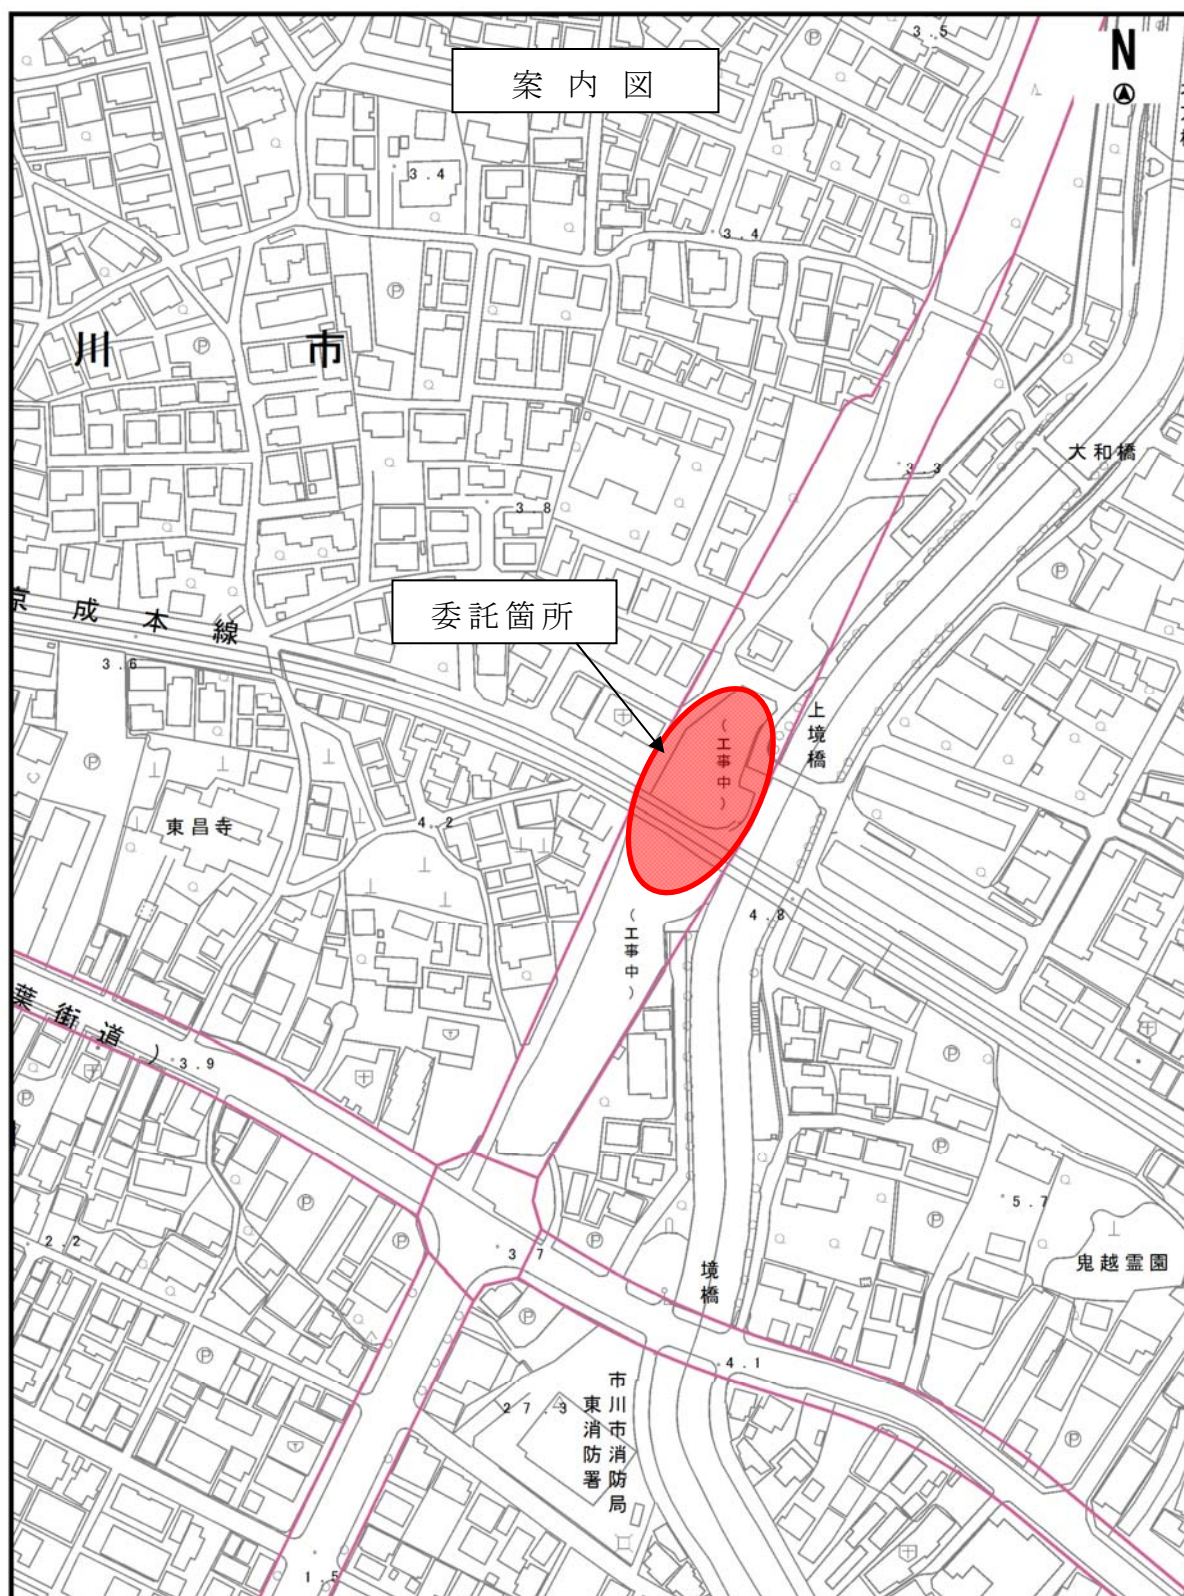 案内図
N
3.5
3.4
3.4
川市
大和橋
3.3
3.8
委託箇所
京成本線
3.6
上境橋
(工事中)
東昌寺
4.2
4.8
(工事中)
葉街道)
3.9
5.7
2.2
3.7
境橋
鬼越霊園
4.1
市川市消防局
東消防署
27.3
1.5